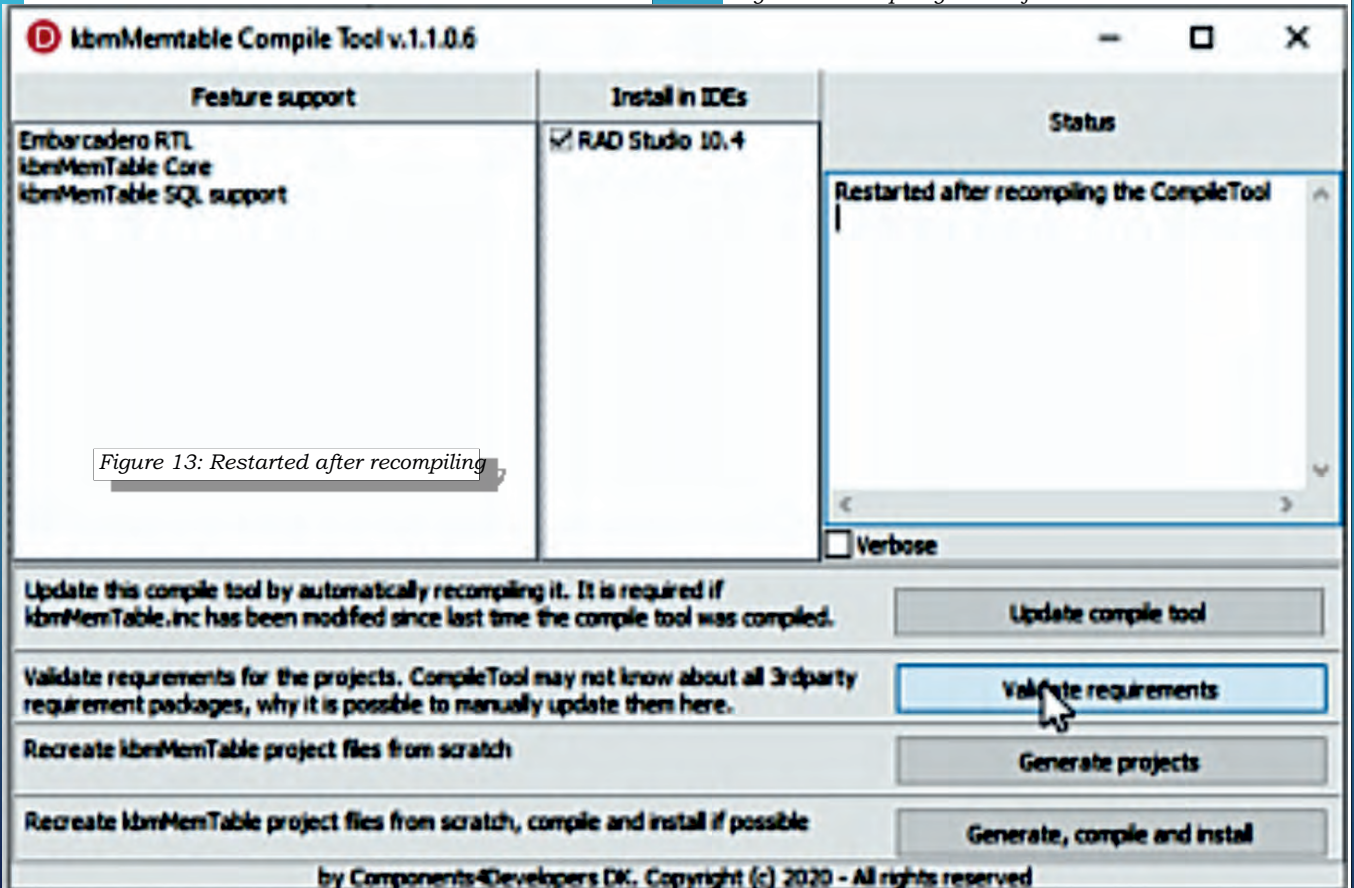 kbmMemtable Compile Tool v.1.1.0.6
Feature support
Install in IDEs
Status
Embarcadero RTL
kbmMemTable Core
kbmMemTable SQL support
RAD Studio 10.4
Restarted after recompiling the CompileTool
Figure 13: Restarted after recompiling
Verbose
Update this compile tool by automatically recompiling it. It is required if
kbmMemTable.inc has been modified since last time the compile tool was compiled.
Update compile tool
Validate requrements for the projects. CompileTool may not know about all 3rdparty
requirement packages, why it is possible to manually update them here.
Validate requirements
Recreate kbmMemTable project files from scratch
Generate projects
Recreate kbmMemTable project files from scratch, compile and install if possible
Generate, compile and install
by Components4Developers DK. Copyright (c) 2020 - All rights reserved